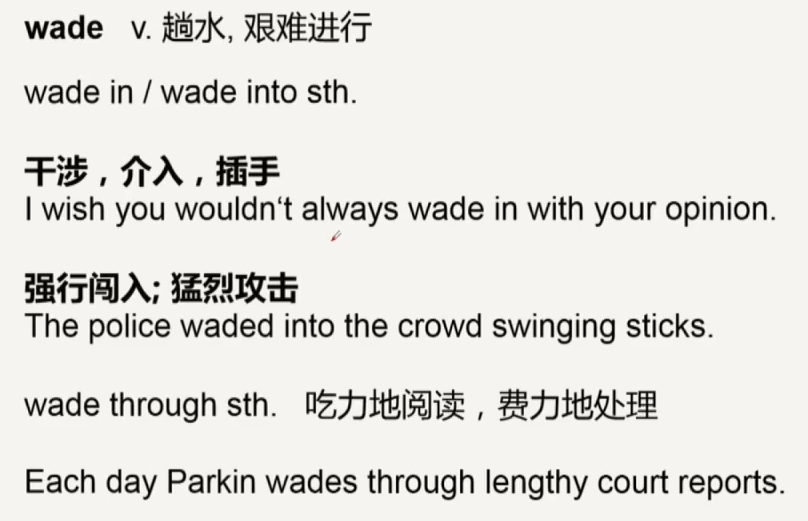 wade v. 趟水, 艰难进行
wade in / wade into sth.
干涉，介入，插手
I wish you wouldn‘t always wade in with your opinion.
强行闯入; 猛烈攻击
The police waded into the crowd swinging sticks.
wade through sth. 吃力地阅读，费力地处理
Each day Parkin wades through lengthy court reports.